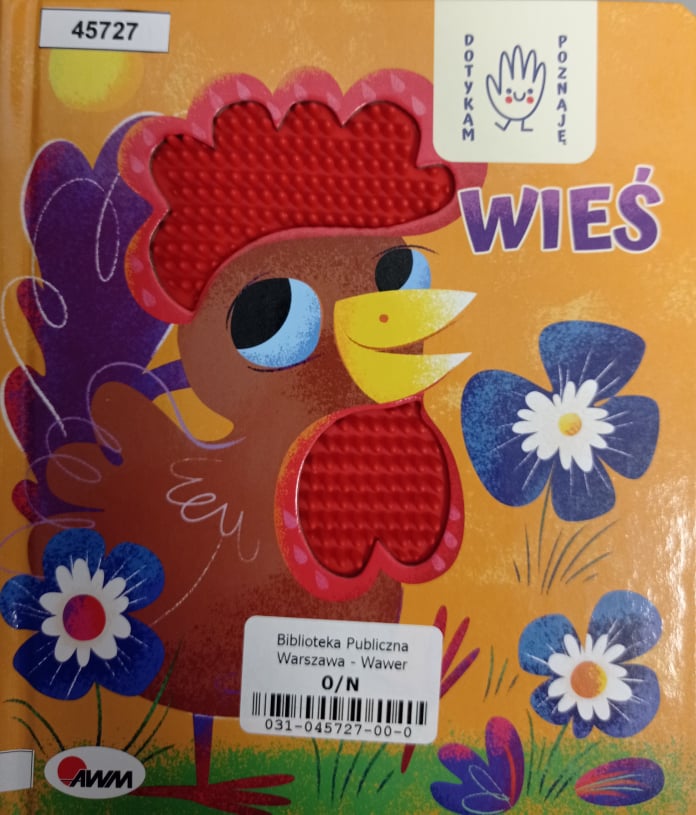 45727
DOTYKAM
POZNAJĘ
WIEŚ
Biblioteka Publiczna
Warszawa - Wawer
O/N
031-045727-00-0
AWM